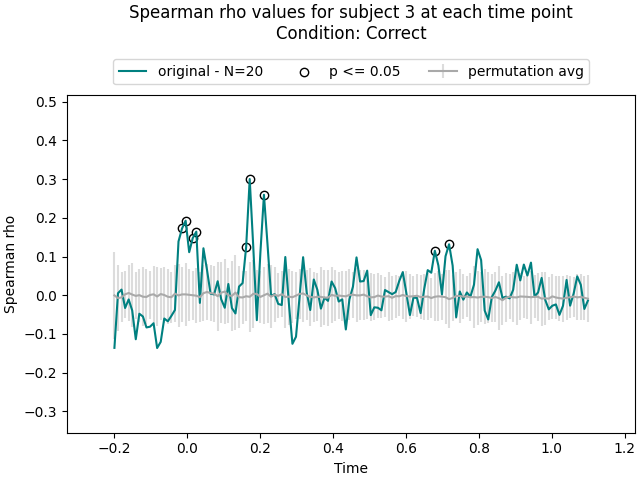 Spearman rho values for subject 3 at each time point
Condition: Correct
original - N=20
p <= 0.05
permutation avg
0.5
0.4
0.3
0.2
0.1
0.0
−0.1
−0.2
−0.3
Spearman rho
−0.2
0.0
0.2
0.4
0.6
0.8
1.0
1.2
Time